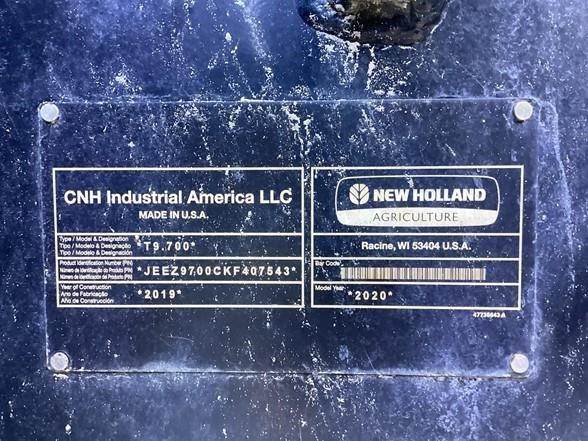 CNH Industrial America LLC
MADE IN U.S.A.
Type / Model & Designation
Tipo / Modelo & Designação
Tipo / Modelo & Designación
*T9.700*
Product Identification Number (PIN)
Número de Identificação do Produto (PIN)
Número de Identificación del Producto (PIN)
*JEEZ9700CKF407543*
Year of Construction
Ano de Fabricação
Año de Construcción
*2019*
NEW HOLLAND
AGRICULTURE
Racine, WI 53404 U.S.A.
Bar Code
Model Year
*2020*
47736643 A